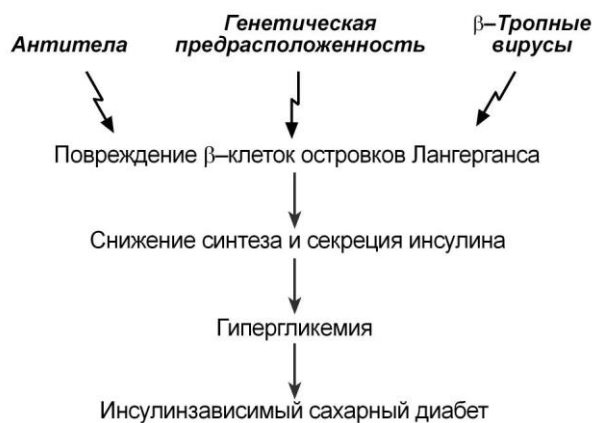 Антитела
Генетическая
предрасположенность
β–Тропные
вирусы
Повреждение β–клеток островков Лангерганса
Снижение синтеза и секреция инсулина
Гипергликемия
Инсулинзависимый сахарный диабет